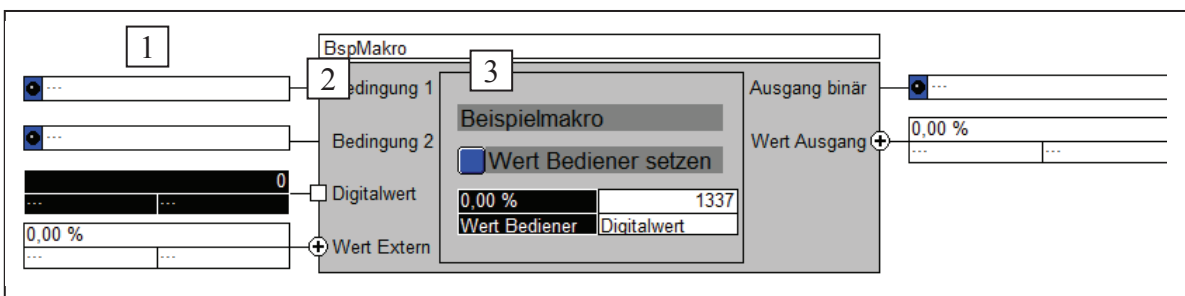 1
BspMakro
2
3
---
edingung 1
Ausgang binär
---
Beispielmakro
---
Bedingung 2
Wert Ausgang
0,00 %
---
---
Wert Bediener setzen
0
---
---
Digitalwert
0,00 %
1337
Wert Bediener
Digitalwert
0,00 %
---
---
Wert Extern